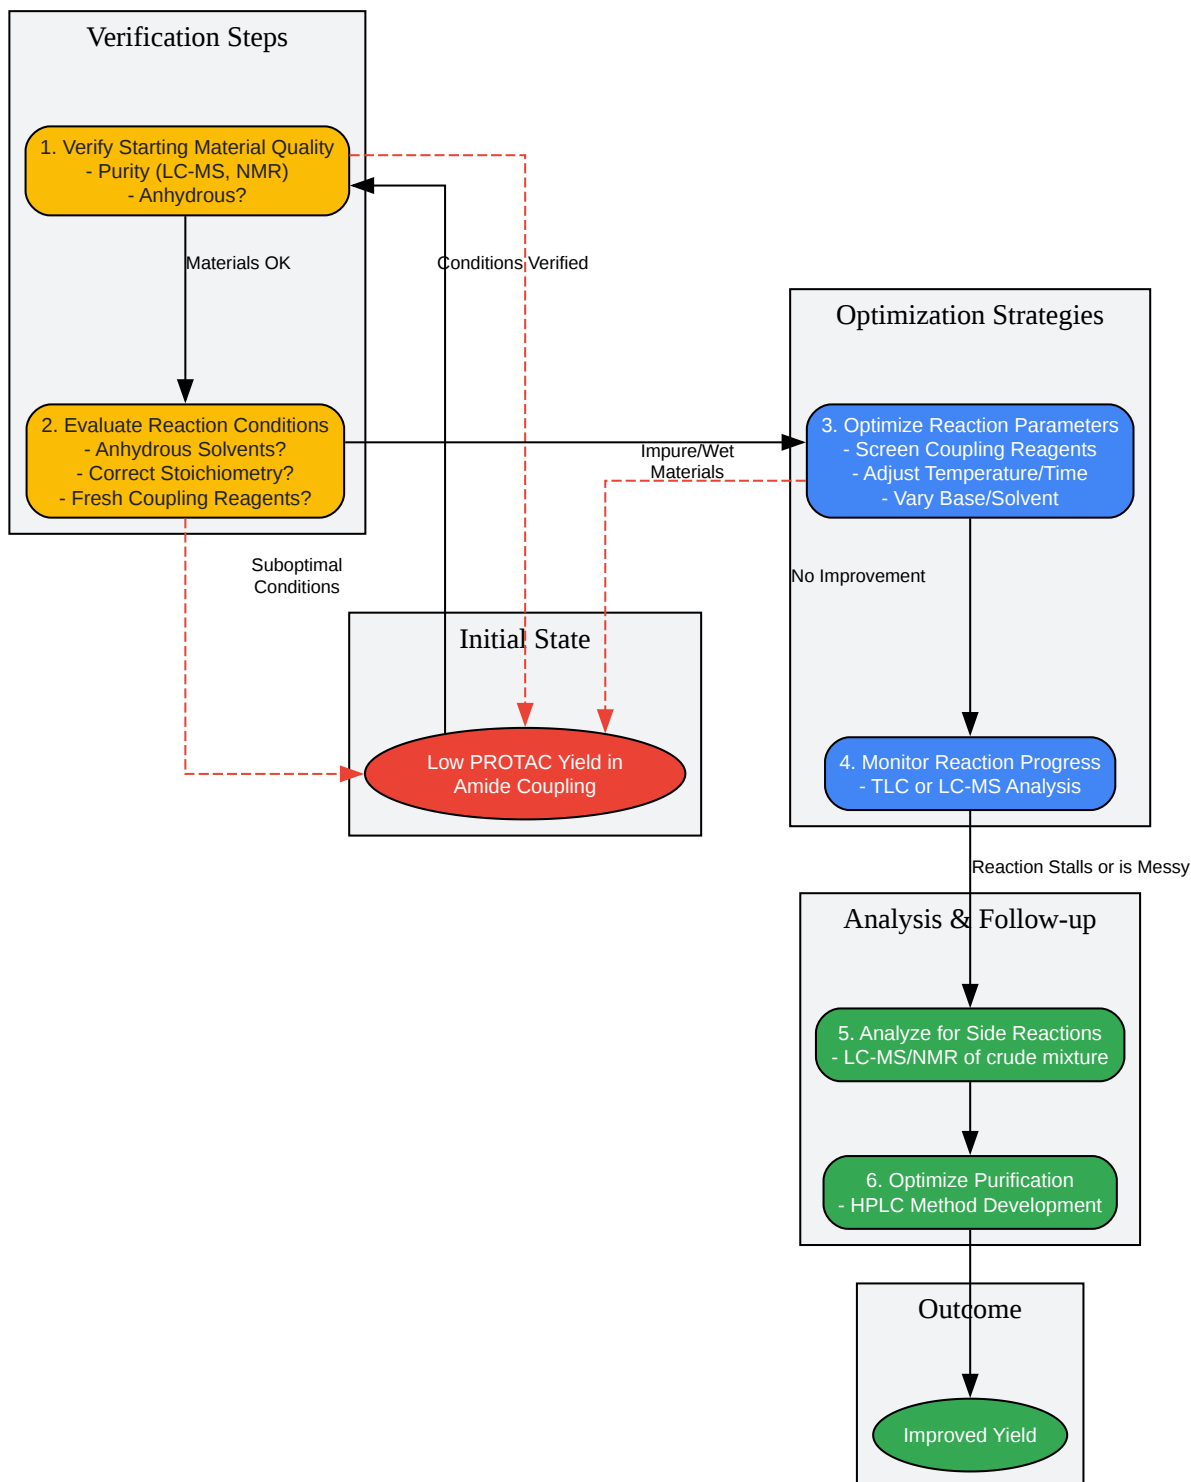 Verification Steps
1. Verify Starting Material Quality
- Purity (LC-MS, NMR)
- Anhydrous?
Materials OK
Conditions Verified
2. Evaluate Reaction Conditions
- Anhydrous Solvents?
- Correct Stoichiometry?
- Fresh Coupling Reagents?
Impure/Wet
Materials
Optimization Strategies
3. Optimize Reaction Parameters
- Screen Coupling Reagents
- Adjust Temperature/Time
- Vary Base/Solvent
Suboptimal
Conditions
No Improvement
Initial State
Low PROTAC Yield in
Amide Coupling
4. Monitor Reaction Progress
- TLC or LC-MS Analysis
Reaction Stalls or is Messy
Analysis & Follow-up
5. Analyze for Side Reactions
- LC-MS/NMR of crude mixture
6. Optimize Purification
- HPLC Method Development
Outcome
Improved Yield